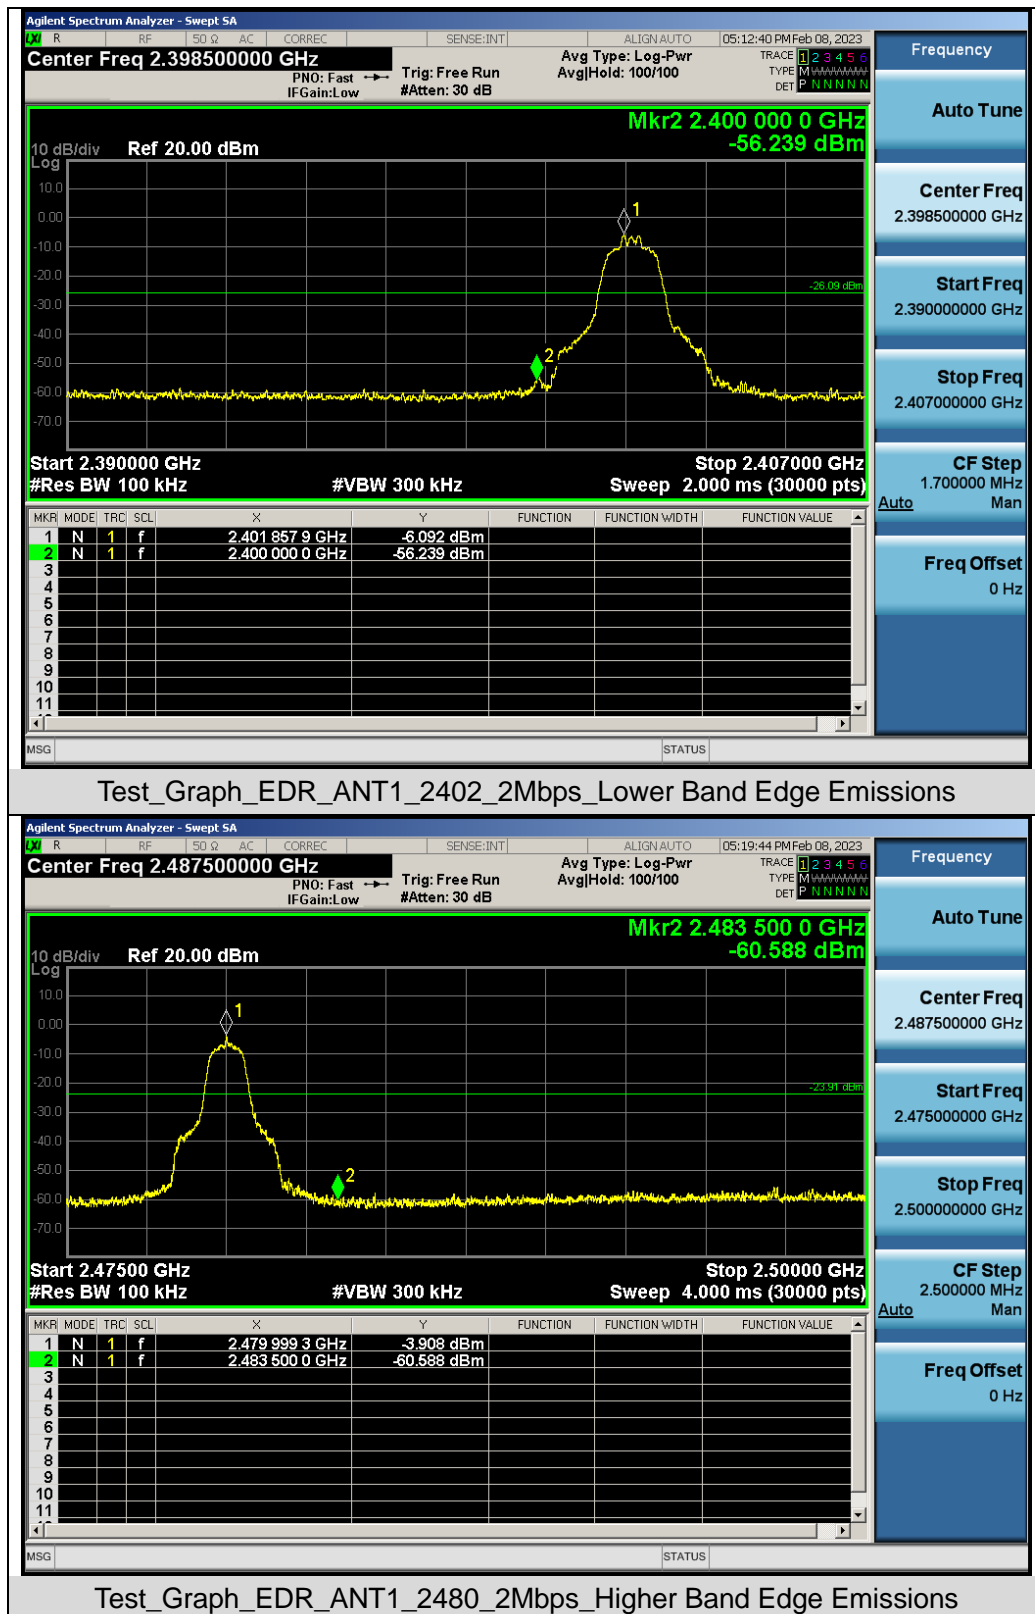 Agilent Spectrum Analyzer - Swept SA
LXI R RF 50 Ω AC CORREC SENSE:INT ALIGN AUTO 05:12:40 PM Feb 08, 2023
Center Freq 2.398500000 GHz
PNO: Fast
IFGain:Low
Trig: Free Run
#Atten: 30 dB
Avg Type: Log-Pwr
Avg|Hold: 100/100
TRACE 1 2 3 4 5 6
TYPE M WWWWW
DET P N N N N N
Mkr2 2.400 000 0 GHz
-56.239 dBm
10 dB/div Ref 20.00 dBm
Log
10.0
0.00
-10.0
-20.0
-30.0
-40.0
-50.0
-60.0
-70.0
1
-26.09 dBm
2
Start 2.390000 GHz Stop 2.407000 GHz
#Res BW 100 kHz #VBW 300 kHz Sweep 2.000 ms (30000 pts)
MKR MODE TRC SCL X Y FUNCTION FUNCTION WIDTH FUNCTION VALUE
1 N 1 f 2.401 857 9 GHz -6.092 dBm
2 N 1 f 2.400 000 0 GHz -56.239 dBm
3
4
5
6
7
8
9
10
11
MSG STATUS
Frequency
Auto Tune
Center Freq
2.398500000 GHz
Start Freq
2.390000000 GHz
Stop Freq
2.407000000 GHz
CF Step
1.700000 MHz
Auto Man
Freq Offset
0 Hz
Test_Graph_EDR_ANT1_2402_2Mbps_Lower Band Edge Emissions
Agilent Spectrum Analyzer - Swept SA
LXI R RF 50 Ω AC CORREC SENSE:INT ALIGN AUTO 05:19:44 PM Feb 08, 2023
Center Freq 2.487500000 GHz
PNO: Fast
IFGain:Low
Trig: Free Run
#Atten: 30 dB
Avg Type: Log-Pwr
Avg|Hold: 100/100
TRACE 1 2 3 4 5 6
TYPE M WWWWW
DET P N N N N N
Mkr2 2.483 500 0 GHz
-60.588 dBm
10 dB/div Ref 20.00 dBm
Log
10.0
0.00
-10.0
-20.0
-30.0
-40.0
-50.0
-60.0
-70.0
1
-23.91 dBm
2
Start 2.47500 GHz Stop 2.50000 GHz
#Res BW 100 kHz #VBW 300 kHz Sweep 4.000 ms (30000 pts)
MKR MODE TRC SCL X Y FUNCTION FUNCTION WIDTH FUNCTION VALUE
1 N 1 f 2.479 999 3 GHz -3.908 dBm
2 N 1 f 2.483 500 0 GHz -60.588 dBm
3
4
5
6
7
8
9
10
11
MSG STATUS
Frequency
Auto Tune
Center Freq
2.487500000 GHz
Start Freq
2.475000000 GHz
Stop Freq
2.500000000 GHz
CF Step
2.500000 MHz
Auto Man
Freq Offset
0 Hz
Test_Graph_EDR_ANT1_2480_2Mbps_Higher Band Edge Emissions